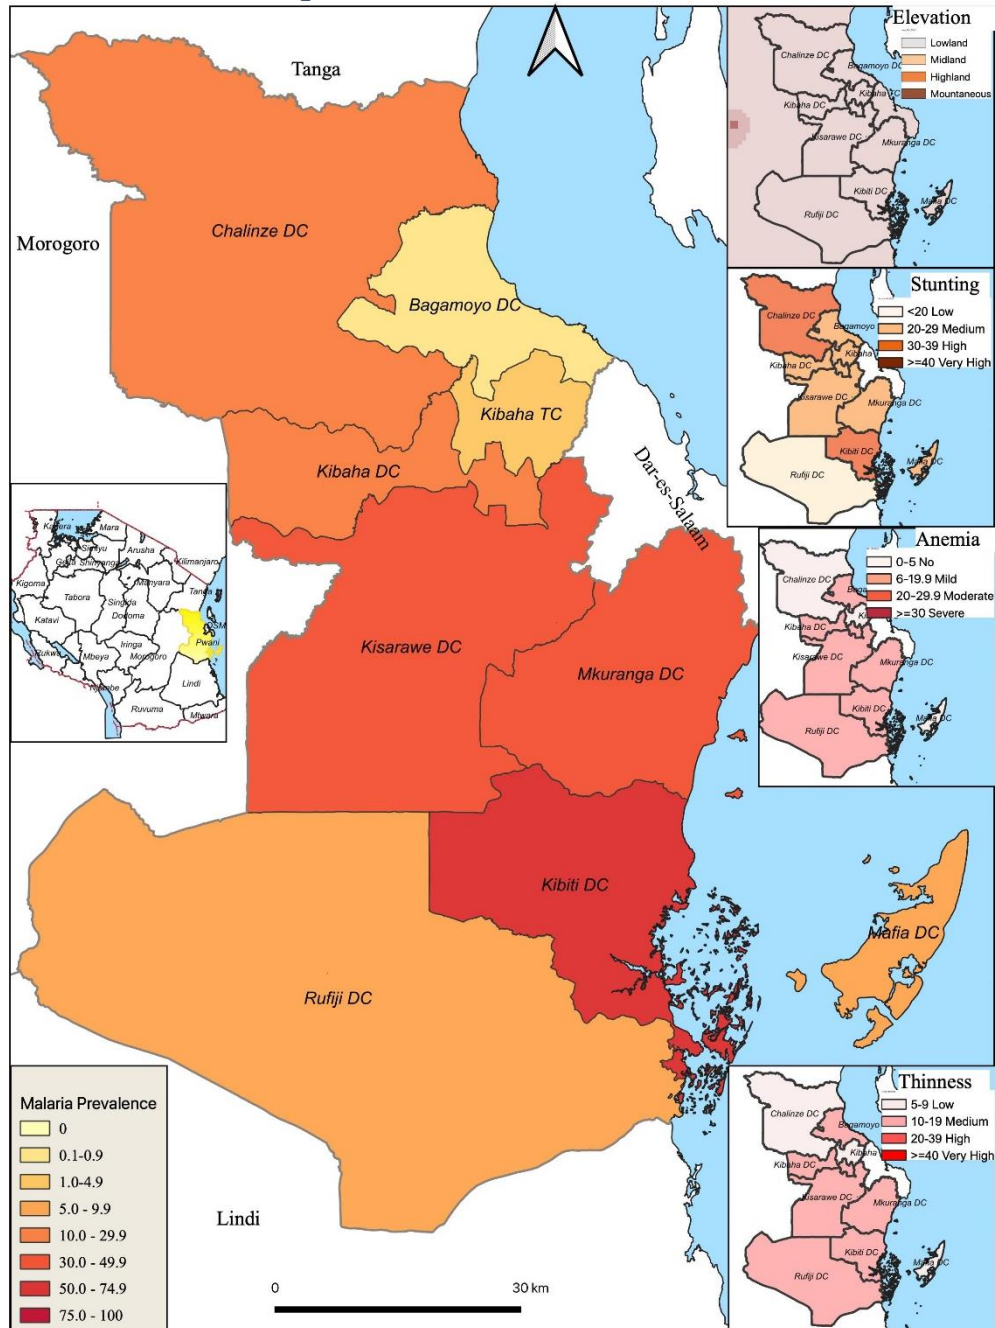 Tanga
Morogoro
Chalinze DC
Bagamoyo DC
Kibaha TC
Kibaha DC
Dar-es-Salaam
Kisarawe DC
Mkuranga DC
Kibiti DC
Rufiji DC
Mafia DC
Lindi
0 30 km
Malaria Prevalence
0
0.1-0.9
1.0-4.9
5.0 - 9.9
10.0 - 29.9
30.0 - 49.9
50.0 - 74.9
75.0 - 100
Mara
Simiyu
Shinyanga
Arusha
Kilimanjaro
Kigoma
Tabora
Manyara
Tanga
Singida
Dodoma
Katavi
DSM
Pwani
Iringa
Rukwa
Mbeya
Morogoro
Lindi
Ruvuma
Mtwara
Elevation
Lowland
Midland
Highland
Mountaneous
Chalinze DC
Bagamoyo DC
Kibaha TC
Kibaha DC
Kisarawe DC
Mkuranga DC
Kibiti DC
Mafia DC
Rufiji DC
Stunting
<20 Low
20-29 Medium
30-39 High
>=40 Very High
Chalinze DC
Bagamoyo
Kibaha
Kibaha DC
Kisarawe DC
Mkuranga DC
Kibiti DC
Mafia DC
Rufiji DC
Anemia
0-5 No
6-19.9 Mild
20-29.9 Moderate
>=30 Severe
Chalinze DC
Kibaha DC
Kisarawe DC
Mkuranga DC
Kibiti DC
Mafia DC
Rufiji DC
Thinness
5-9 Low
10-19 Medium
20-39 High
>=40 Very High
Chalinze DC
Bagamoyo
Kibaha
Kibaha DC
Kisarawe DC
Mkuranga DC
Kibiti DC
Mafia DC
Rufiji DC